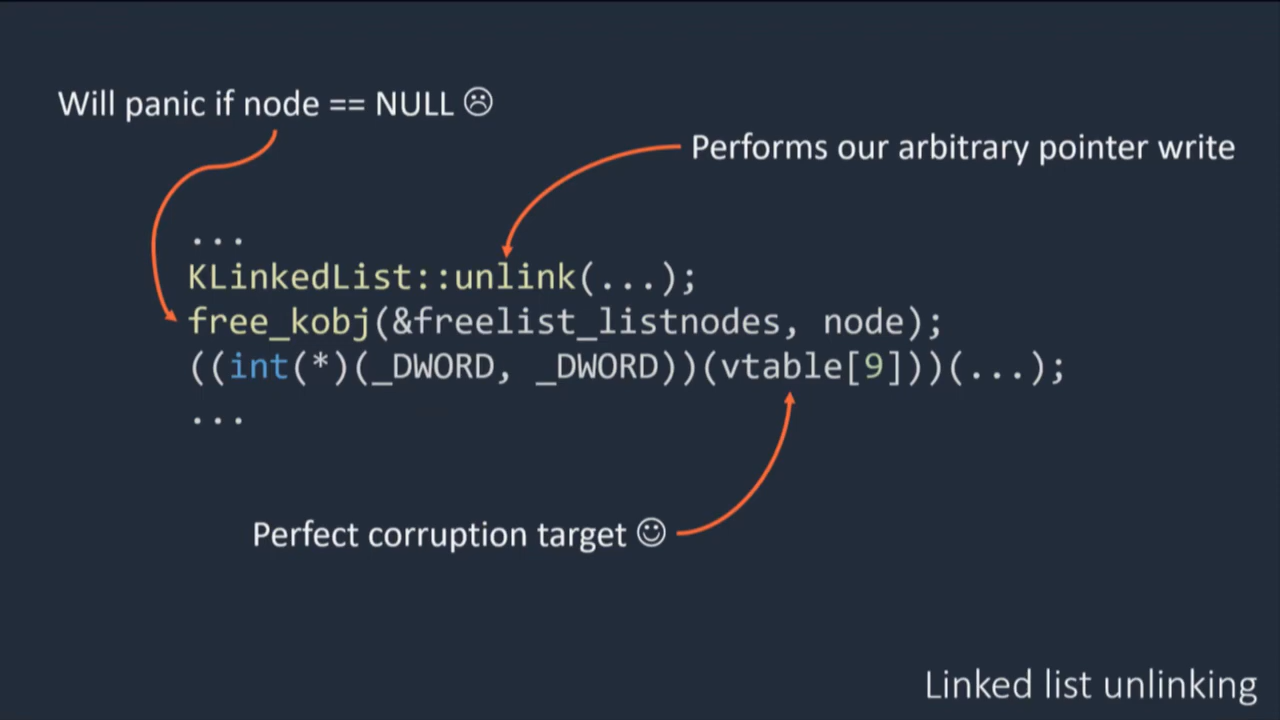 Will panic if node == NULL ☹
Performs our arbitrary pointer write
...
KLinkedList::unlink(...);
free_kobj(&freelist_listnodes, node);
((int(*)(_DWORD, _DWORD))(vtable[9]))(...);
...
Perfect corruption target ☺
Linked list unlinking